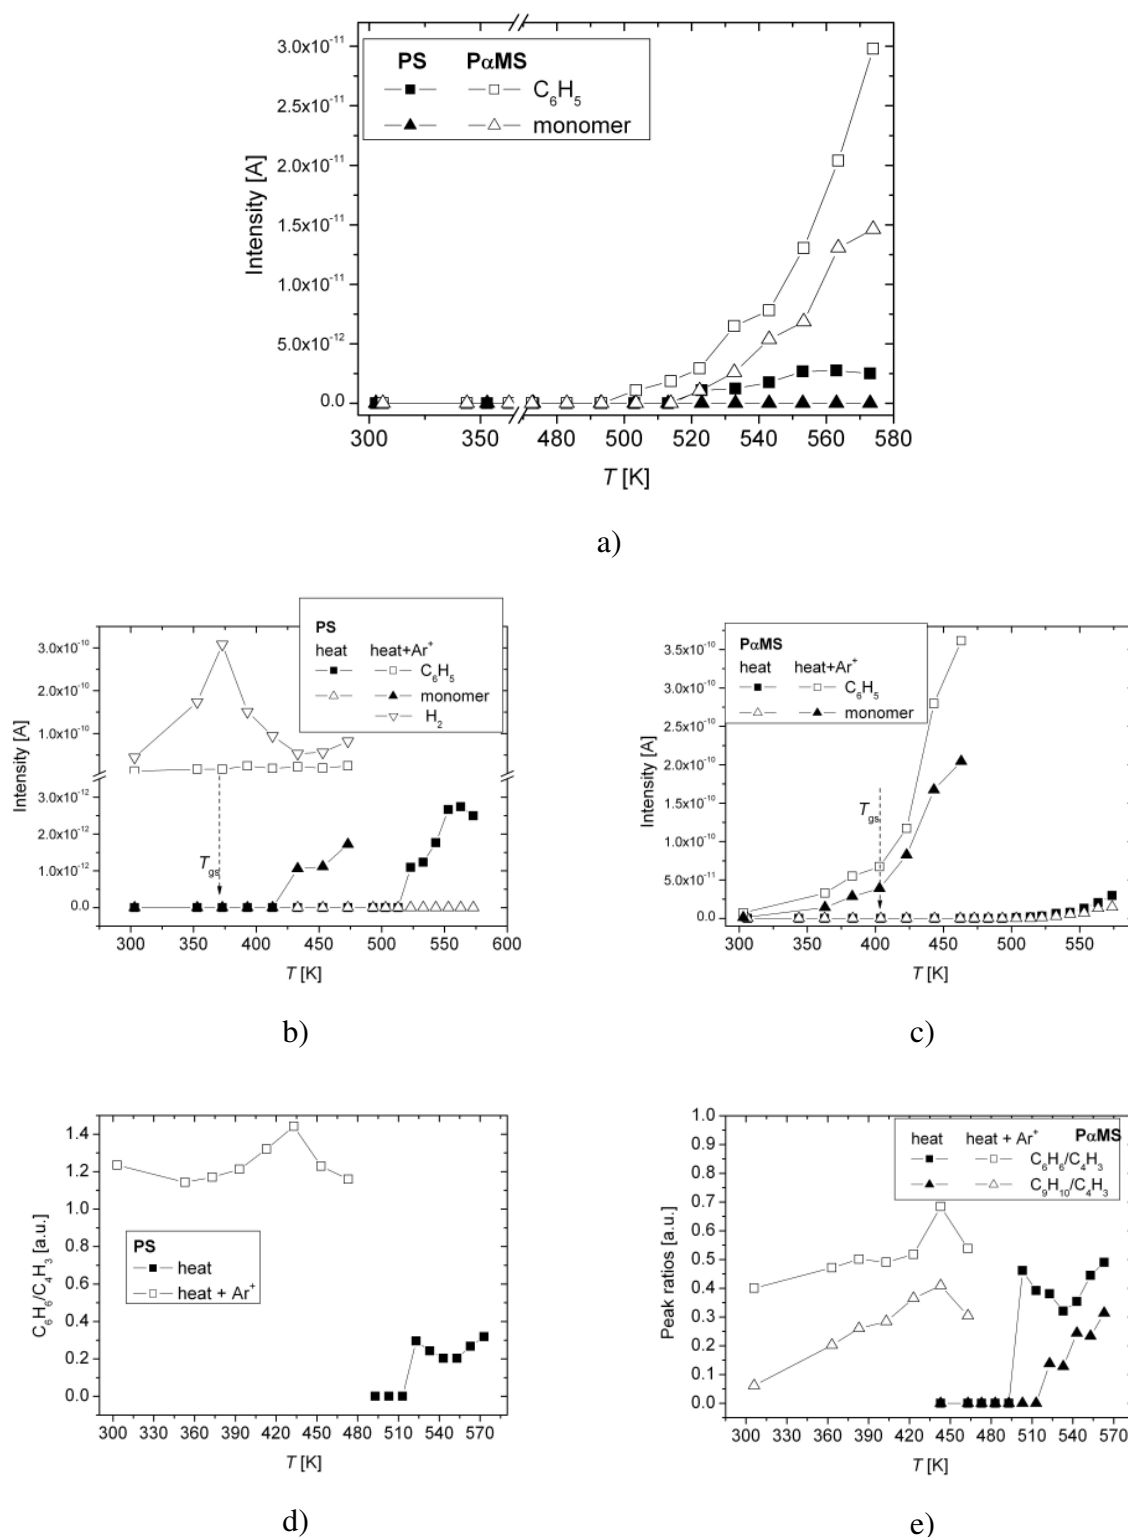 3.0x10⁻¹¹
2.5x10⁻¹¹
2.0x10⁻¹¹
1.5x10⁻¹¹
1.0x10⁻¹¹
5.0x10⁻¹²
0.0
Intensity [A]
PS PαMS
C₆H₅
monomer
300 350 480 500 520 540 560 580
T [K]
a)
3.0x10⁻¹⁰
2.0x10⁻¹⁰
1.0x10⁻¹⁰
3.0x10⁻¹²
2.0x10⁻¹²
1.0x10⁻¹²
0.0
Intensity [A]
PS
heat heat+Ar⁺
C₆H₅
monomer
H₂
T_gs
300 350 400 450 500 550 600
T [K]
b)
3.5x10⁻¹⁰
3.0x10⁻¹⁰
2.5x10⁻¹⁰
2.0x10⁻¹⁰
1.5x10⁻¹⁰
1.0x10⁻¹⁰
5.0x10⁻¹¹
0.0
Intensity [A]
PαMS
heat heat+Ar⁺
C₆H₅
monomer
T_gs
300 350 400 450 500 550
T [K]
c)
1.4
1.2
1.0
0.8
0.6
0.4
0.2
0.0
C₆H₆/C₄H₃ [a.u.]
PS
heat
heat + Ar⁺
300 330 360 390 420 450 480 510 540 570
T [K]
d)
1.0
0.9
0.8
0.7
0.6
0.5
0.4
0.3
0.2
0.1
0.0
Peak ratios [a.u.]
heat heat + Ar⁺ PαMS
C₆H₆/C₄H₃
C₉H₁₀/C₄H₃
300 330 360 390 420 450 480 510 540 570
T [K]
e)